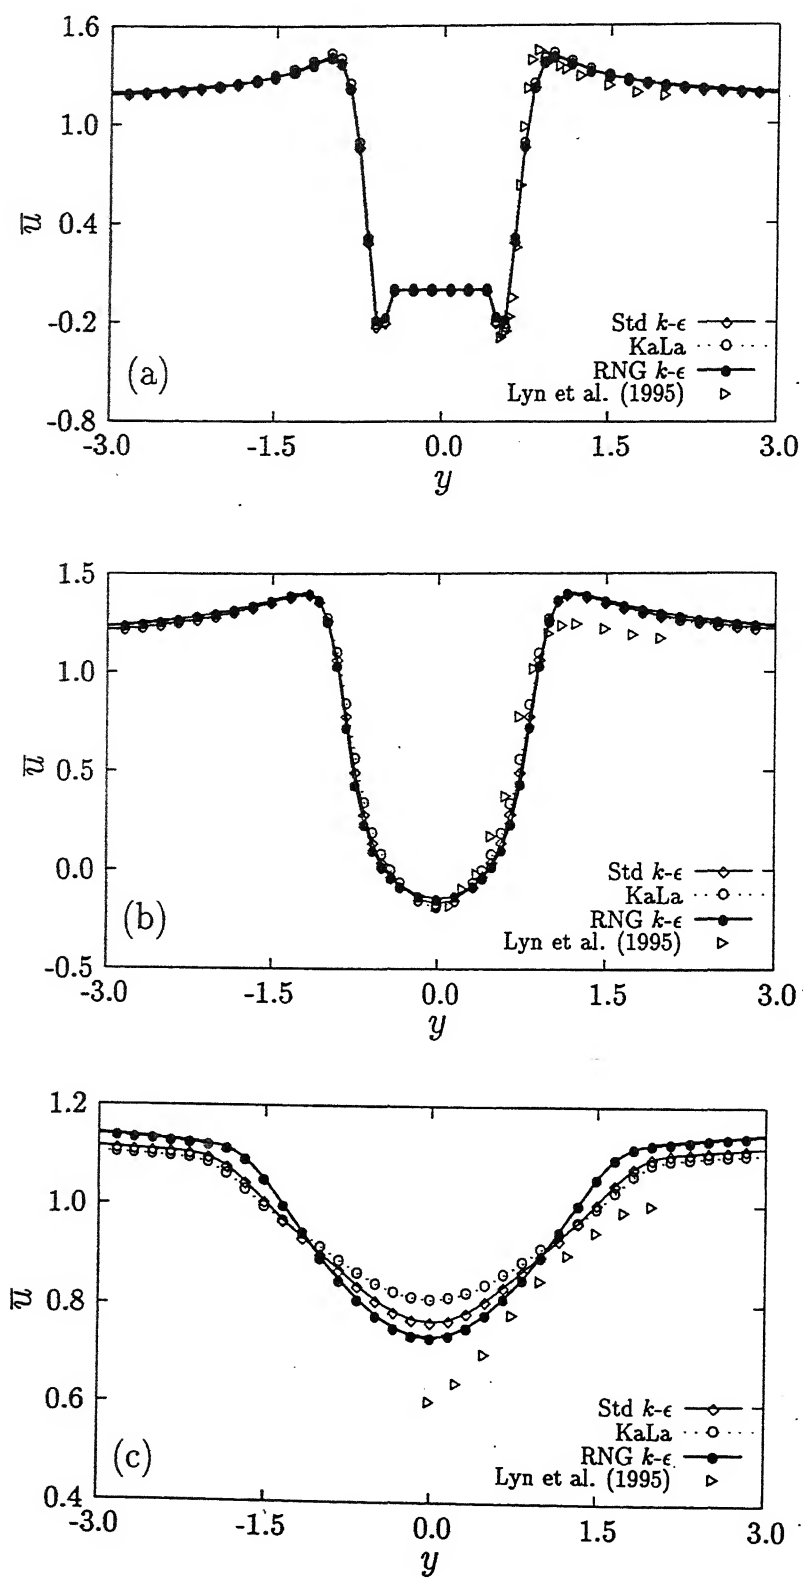 1.6
1.0
0.4
-0.2
-0.8
u̅
(a)
Std k-ϵ
KaLa
RNG k-ϵ
Lyn et al. (1995)
-3.0 -1.5 0.0 1.5 3.0
y
1.5
1.0
0.5
0.0
-0.5
u̅
(b)
Std k-ϵ
KaLa
RNG k-ϵ
Lyn et al. (1995)
-3.0 -1.5 0.0 1.5 3.0
y
1.2
1.0
0.8
0.6
0.4
u̅
(c)
Std k-ϵ
KaLa
RNG k-ϵ
Lyn et al. (1995)
-3.0 -1.5 0.0 1.5 3.0
y